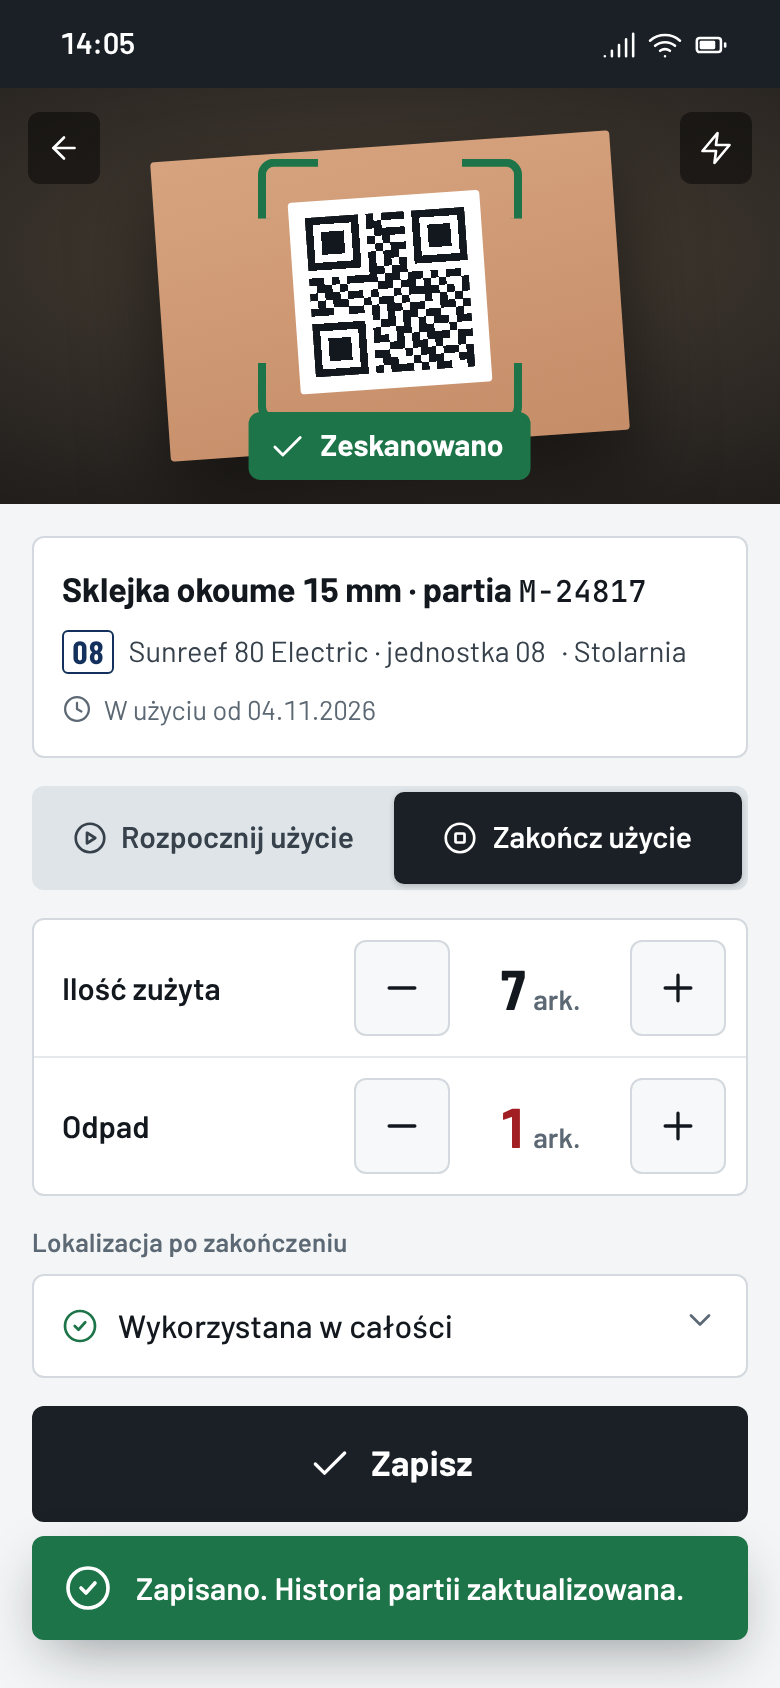 14:05
Zeskanowano
Sklejka okoume 15 mm · partia M-24817
08 Sunreef 80 Electric · jednostka 08 · Stolarnia
W użyciu od 04.11.2026
Rozpocznij użycie
Zakończ użycie
Ilość zużyta
7 ark.
Odpad
1 ark.
Lokalizacja po zakończeniu
Wykorzystana w całości
Zapisz
Zapisano. Historia partii zaktualizowana.